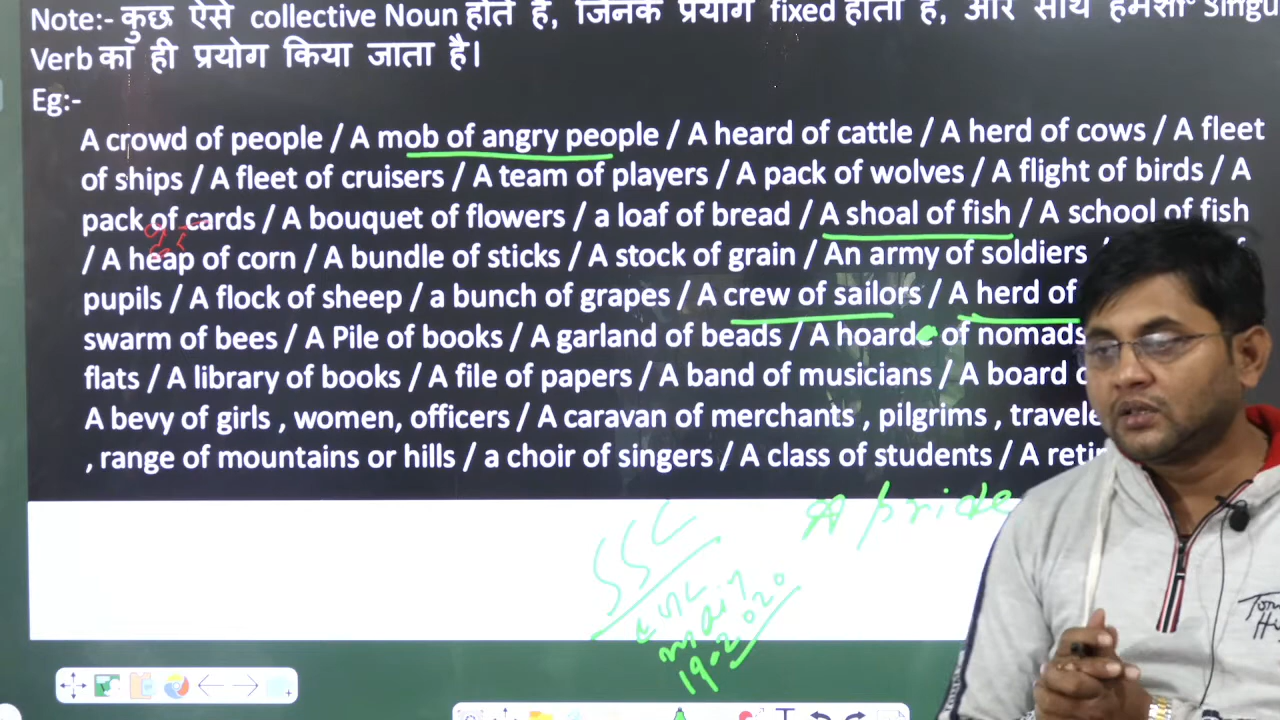 Note:- कुछ ऐसे collective Noun होते है, जिनके प्रयोग fixed होता है, और साथ हमेशा Singu
Verb का ही प्रयोग किया जाता है।
Eg:-
A crowd of people / A mob of angry people / A heard of cattle / A herd of cows / A fleet
of ships / A fleet of cruisers / A team of players / A pack of wolves / A flight of birds / A
pack of cards / A bouquet of flowers / a loaf of bread / A shoal of fish / A school of fish
/ A heap of corn / A bundle of sticks / A stock of grain / An army of soldiers
pupils / A flock of sheep / a bunch of grapes / A crew of sailors / A herd of
swarm of bees / A Pile of books / A garland of beads / A hoarde of nomads
flats / A library of books / A file of papers / A band of musicians / A board
A bevy of girls , women, officers / A caravan of merchants , pilgrims ,
, range of mountains or hills / a choir of singers / A class of students / A
A pride
SSC
main
19-2020